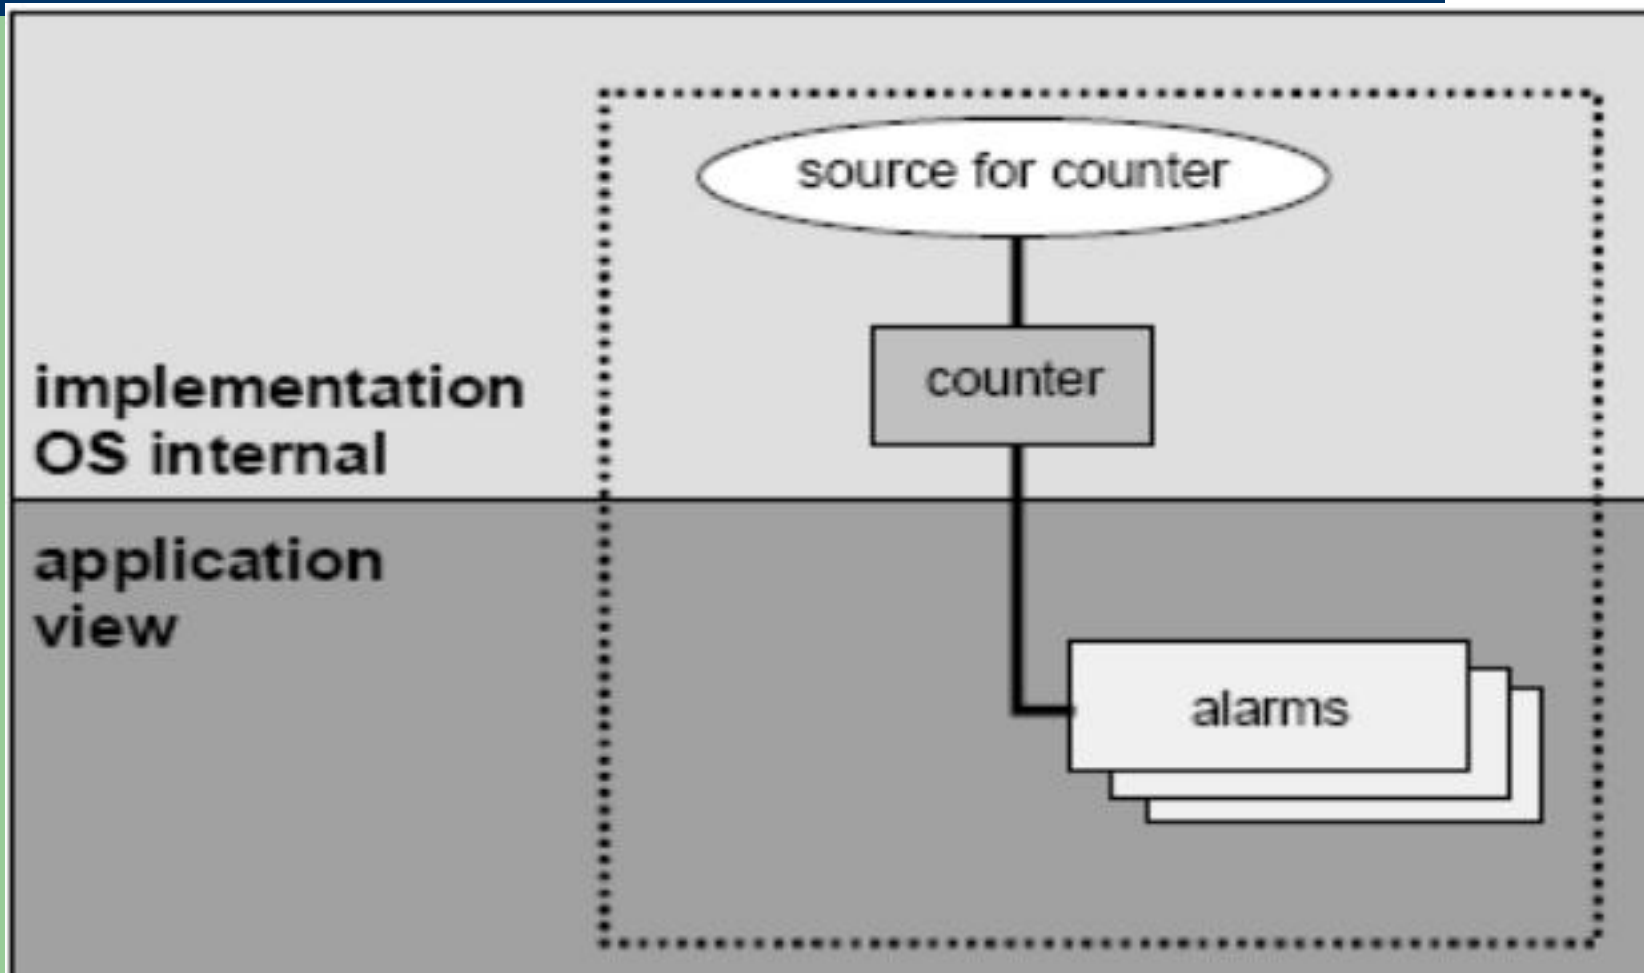 source for counter
counter
implementation
OS internal
application
view
alarms